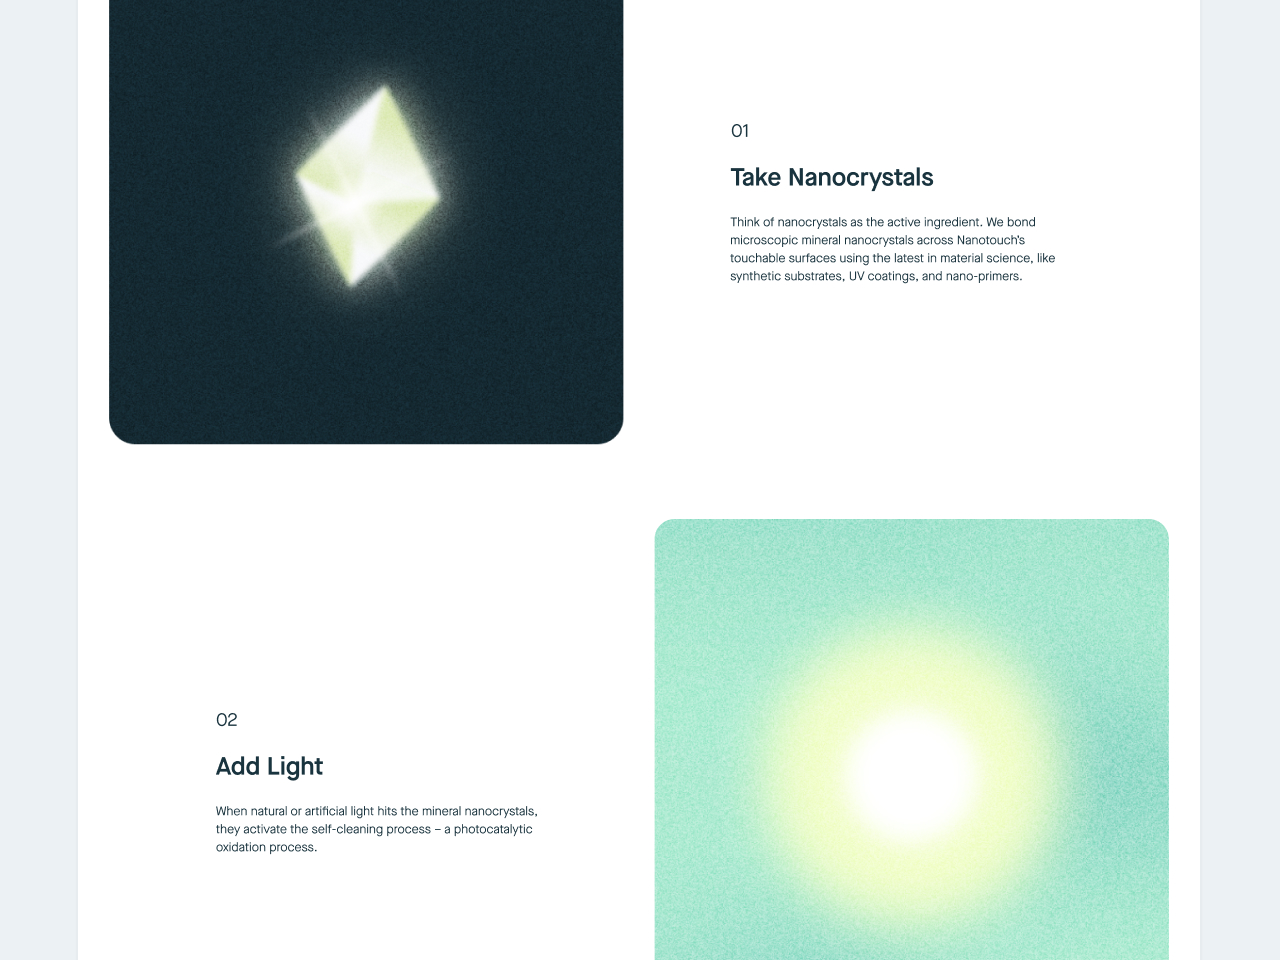 01
Take Nanocrystals
Think of nanocrystals as the active ingredient. We bond
microscopic mineral nanocrystals across Nanotouch's
touchable surfaces using the latest in material science, like
synthetic substrates, UV coatings, and nano-primers.
02
Add Light
When natural or artificial light hits the mineral nanocrystals,
they activate the self-cleaning process – a photocatalytic
oxidation process.